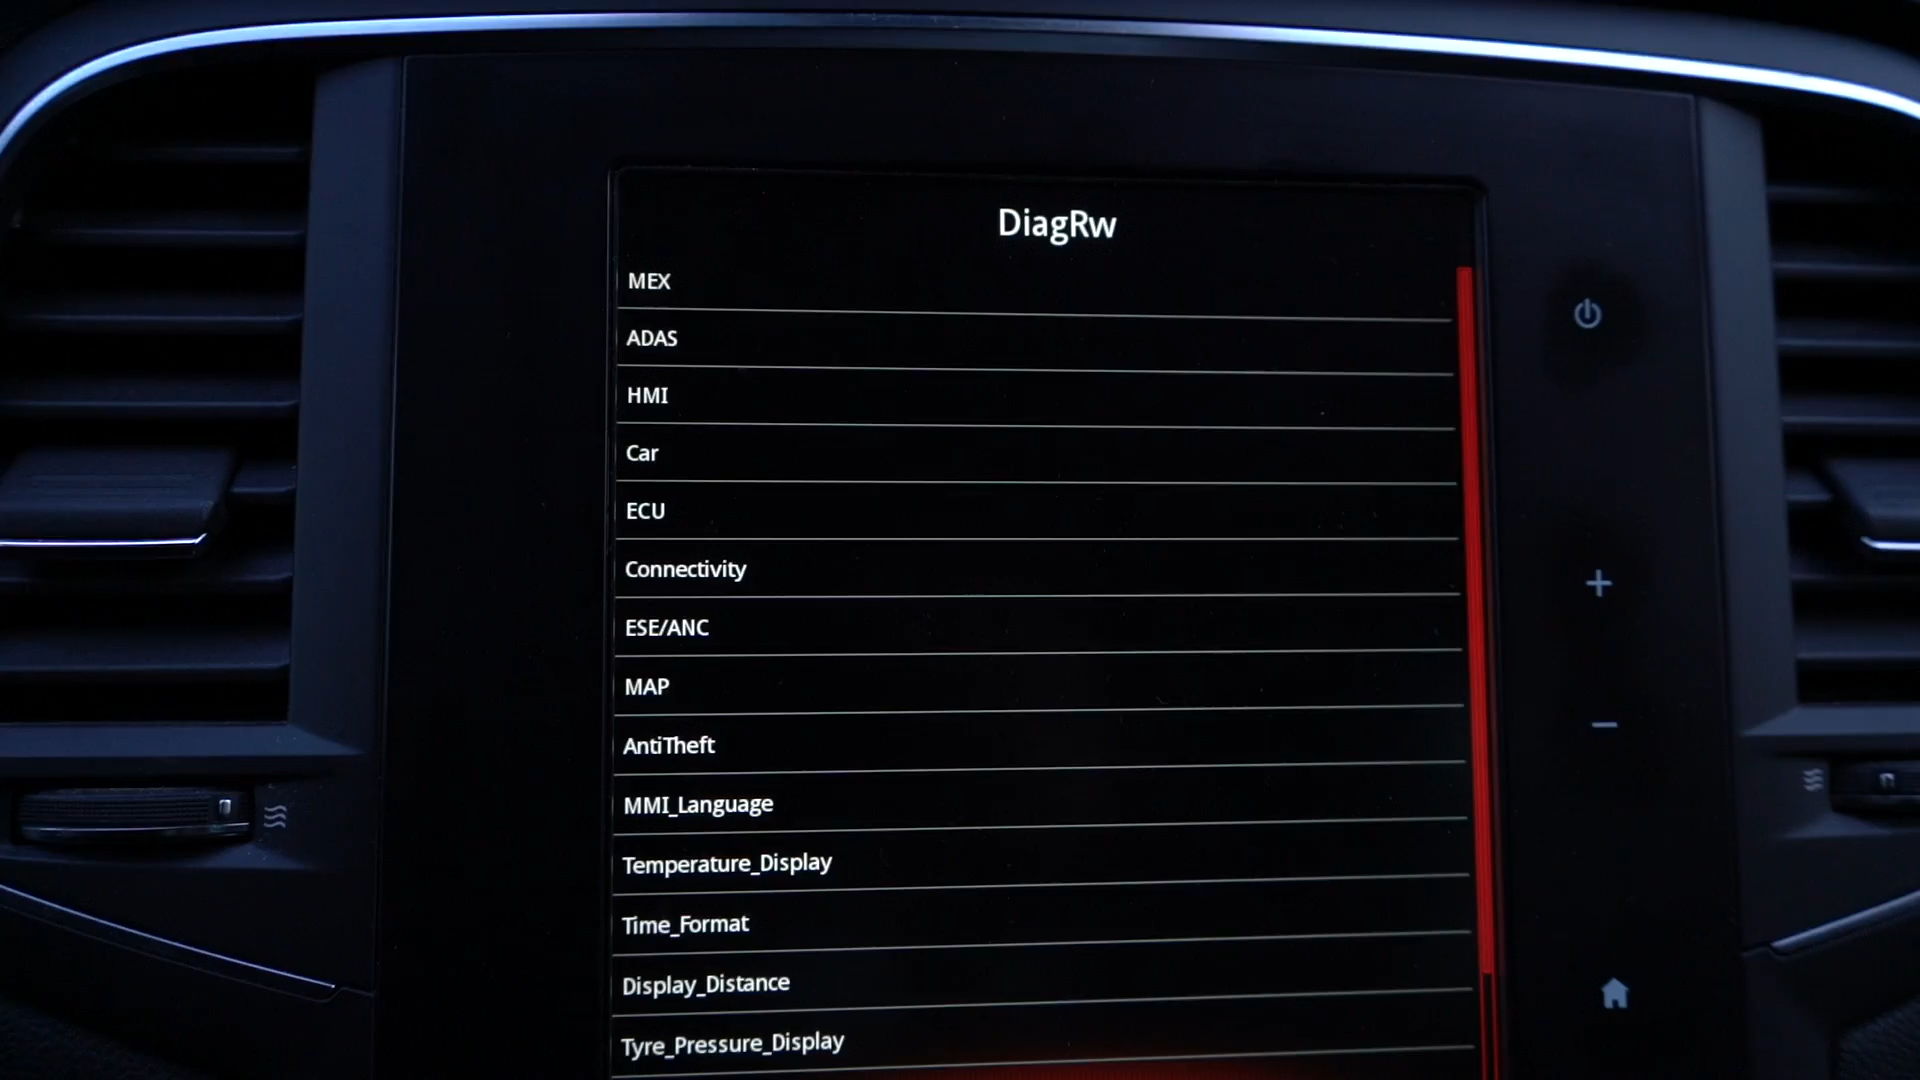 DiagRw
MEX
ADAS
HMI
Car
ECU
Connectivity
ESE/ANC
MAP
AntiTheft
MMI_Language
Temperature_Display
Time_Format
Display_Distance
Tyre_Pressure_Display